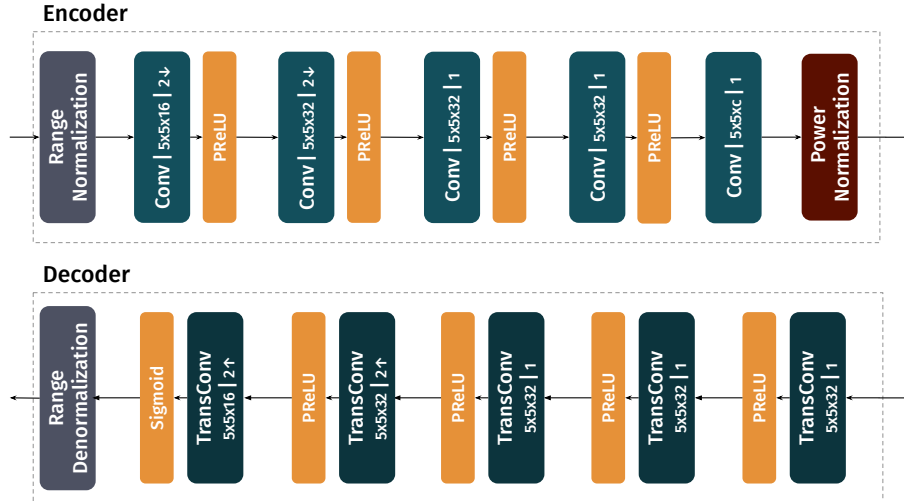 Encoder
Range
Normalization
Conv | 5x5x16 | 2↓
PReLU
Conv | 5x5x32 | 2↓
PReLU
Conv | 5x5x32 | 1
PReLU
Conv | 5x5x32 | 1
PReLU
Conv | 5x5xc | 1
Power
Normalization
Decoder
Range
Denormalization
Sigmoid
TransConv
5x5x16 | 2↑
PReLU
TransConv
5x5x32 | 2↑
PReLU
TransConv
5x5x32 | 1
PReLU
TransConv
5x5x32 | 1
PReLU
TransConv
5x5x32 | 1